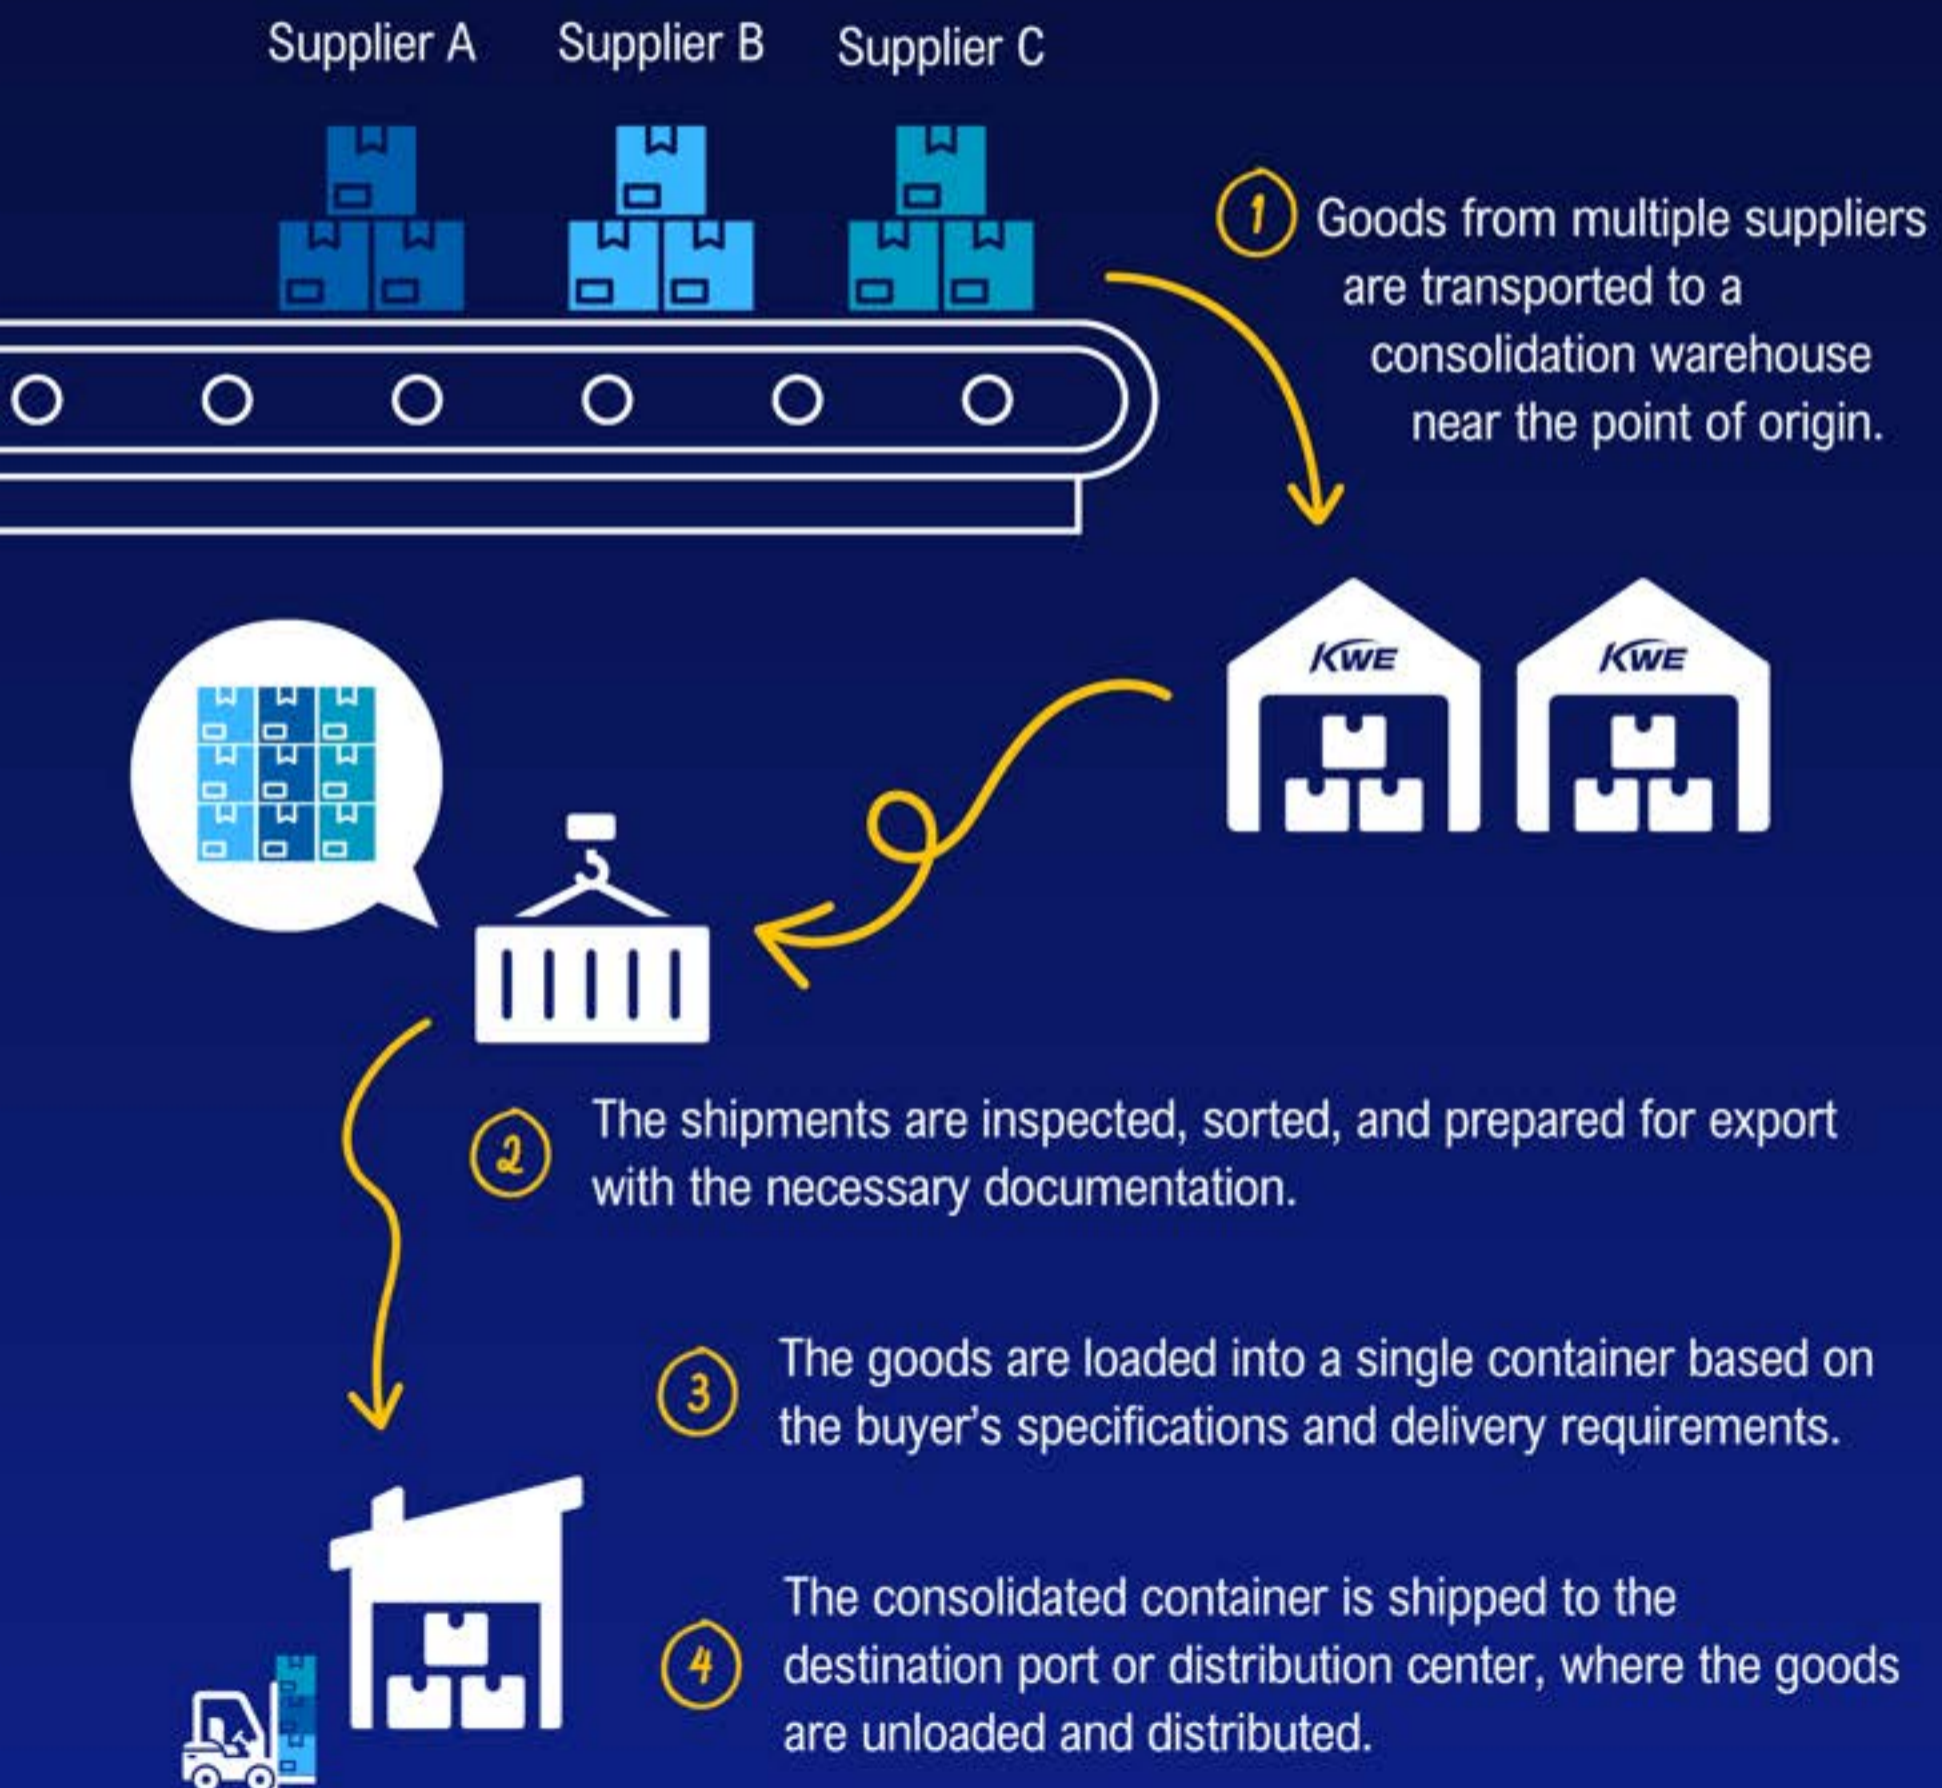 Supplier A
Supplier B
Supplier C
1
Goods from multiple suppliers
are transported to a
consolidation warehouse
near the point of origin.
KWE
KWE
2
The shipments are inspected, sorted, and prepared for export
with the necessary documentation.
3
The goods are loaded into a single container based on
the buyer’s specifications and delivery requirements.
4
The consolidated container is shipped to the
destination port or distribution center, where the goods
are unloaded and distributed.